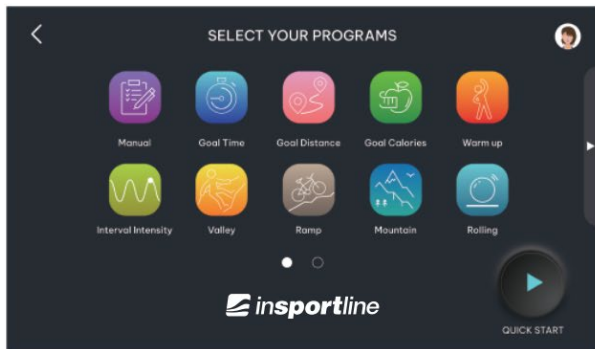 SELECT YOUR PROGRAMS
Manual Goal Time Goal Distance Goal Calories Warm up
Interval Intensity Valley Ramp Mountain Rolling
insportline
QUICK START